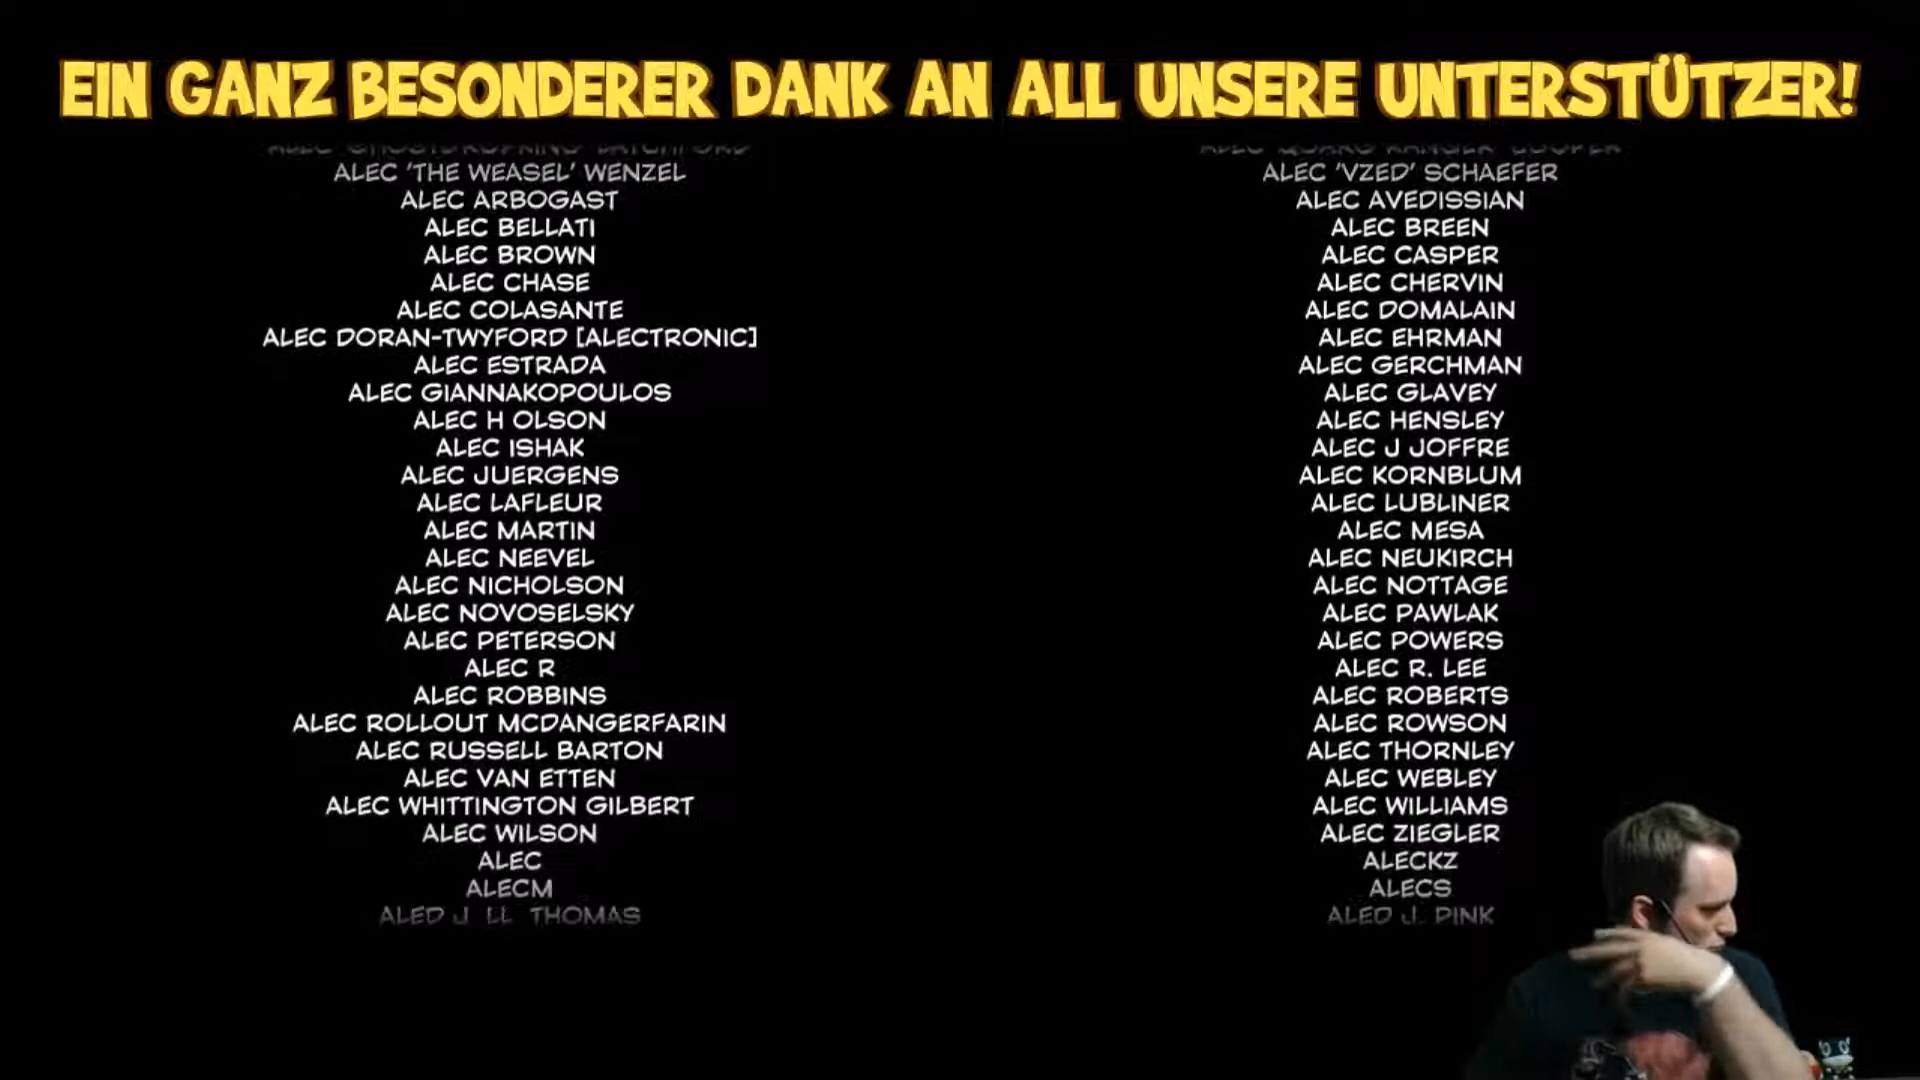 EIN GANZ BESONDERER DANK AN ALL UNSERE UNTERSTÜTZER!
ALEC 'THE WEASEL' WENZEL
ALEC 'VZED' SCHAEFER
ALEC ARBOGAST
ALEC AVEDISSIAN
ALEC BELLATI
ALEC BREEN
ALEC BROWN
ALEC CASPER
ALEC CHASE
ALEC CHERVIN
ALEC COLASANTE
ALEC DOMALAIN
ALEC DORAN-TWYFORD [ALECTRONIC]
ALEC EHRMAN
ALEC ESTRADA
ALEC GERCHMAN
ALEC GIANNAKOPOULOS
ALEC GLAVEY
ALEC H OLSON
ALEC HENSLEY
ALEC ISHAK
ALEC J JOFFRE
ALEC JUERGENS
ALEC KORNBLUM
ALEC LAFLEUR
ALEC LUBLINER
ALEC MARTIN
ALEC MESA
ALEC NEEVEL
ALEC NEUKIRCH
ALEC NICHOLSON
ALEC NOTTAGE
ALEC NOVOSELSKY
ALEC PAWLAK
ALEC PETERSON
ALEC POWERS
ALEC R
ALEC R. LEE
ALEC ROBBINS
ALEC ROBERTS
ALEC ROLLOUT MCDANGERFARIN
ALEC ROWSON
ALEC RUSSELL BARTON
ALEC THORNLEY
ALEC VAN ETTEN
ALEC WEBLEY
ALEC WHITTINGTON GILBERT
ALEC WILLIAMS
ALEC WILSON
ALEC ZIEGLER
ALEC
ALECKZ
ALECM
ALECS
THOMAS
J. PINK